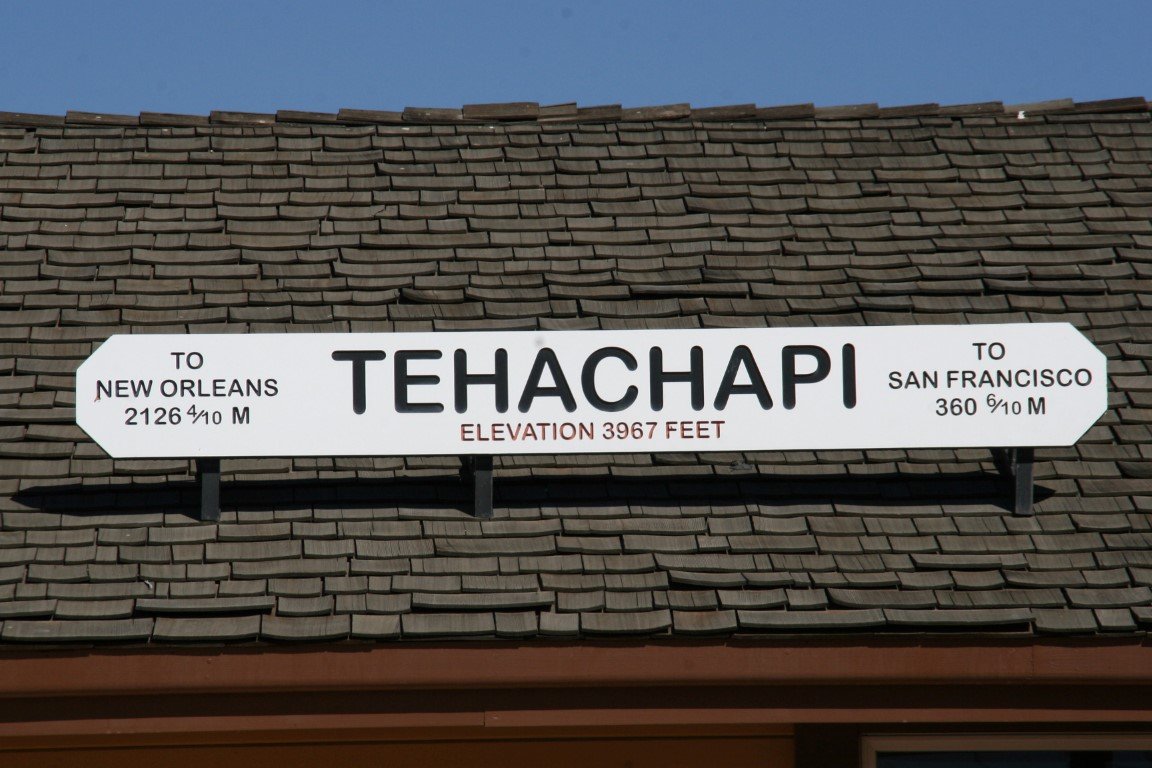 TO
NEW ORLEANS
2126 4/10 M
TEHACHAPI
ELEVATION 3967 FEET
TO
SAN FRANCISCO
360 6/10 M